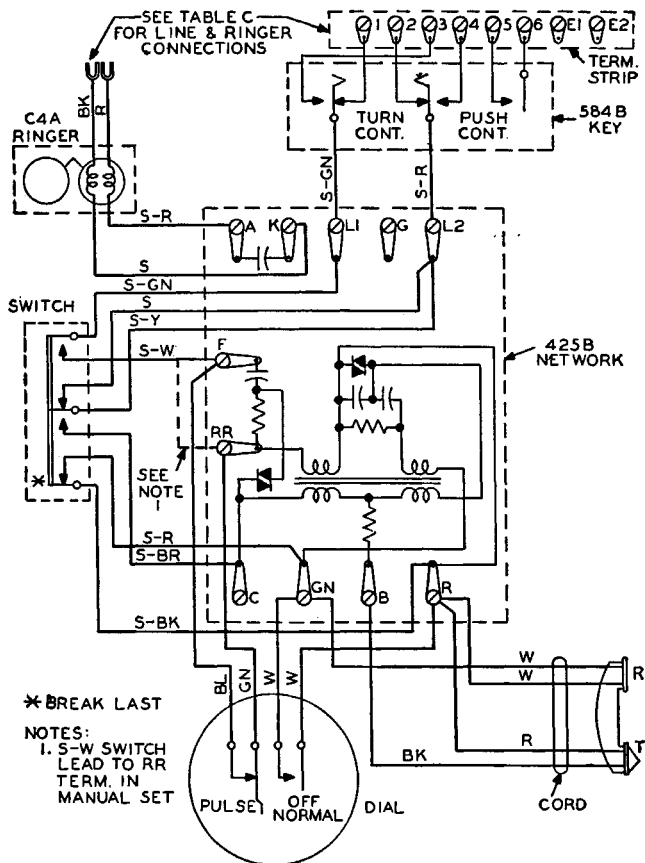 SEE TABLE C
FOR LINE & RINGER
CONNECTIONS
1 2 3 4 5 6 E1 E2
TERM.
STRIP
BK R
C4A
RINGER
TURN
CONT.
PUSH
CONT.
584B
KEY
S-GN
S-R
S-R
A K L1 G L2
S
S-GN
SWITCH
S
S-Y
S-W
F
425B
NETWORK
RR
SEE
NOTE
1
S-R
S-BR
C GN B R
S-BK
BL GN W W
W
W
R
R
BK
T
CORD
* BREAK LAST
NOTES:
1. S-W SWITCH
LEAD TO RR
TERM. IN
MANUAL SET
PULSE
OFF
NORMAL
DIAL